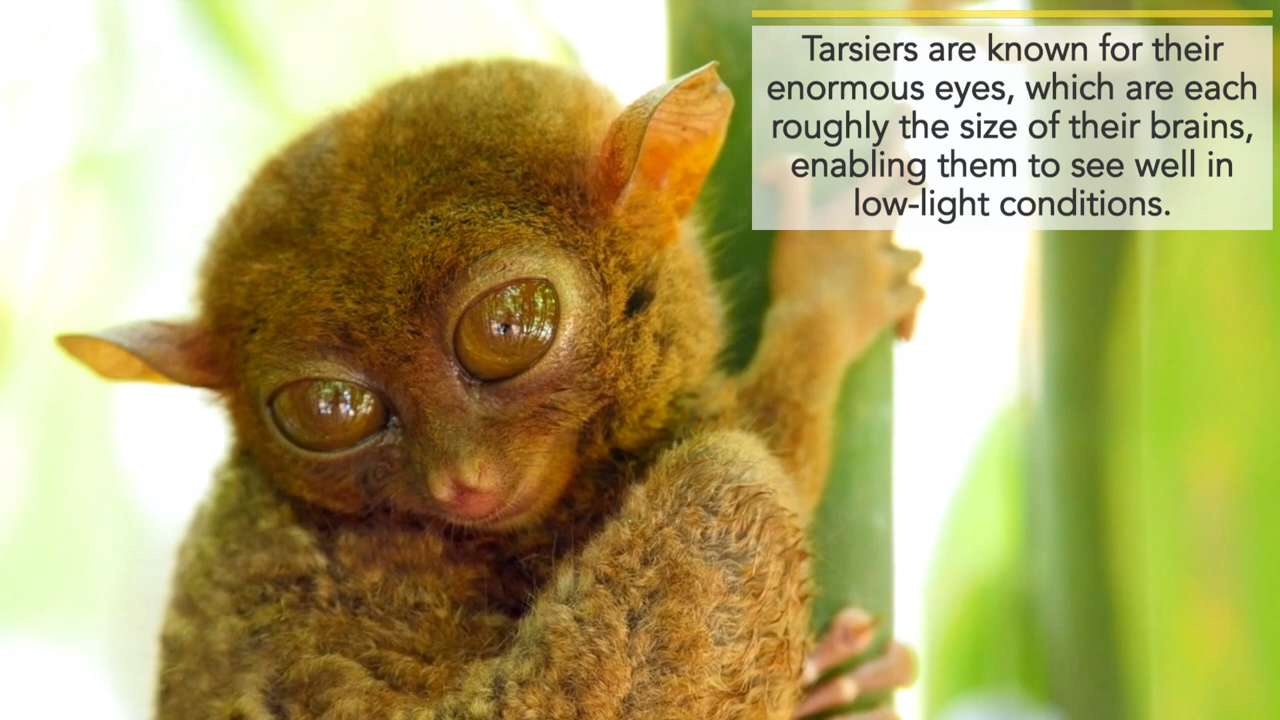 Tarsiers are known for their
enormous eyes, which are each
roughly the size of their brains,
enabling them to see well in
low-light conditions.